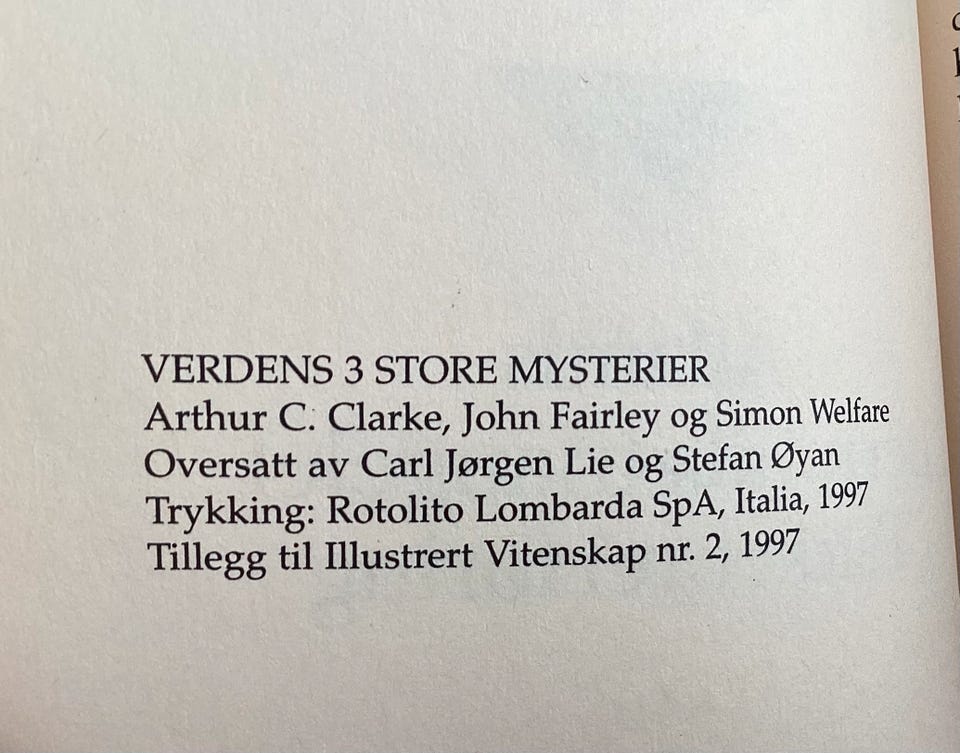 VERDENS 3 STORE MYSTERIER
Arthur C. Clarke, John Fairley og Simon Welfare
Oversatt av Carl Jørgen Lie og Stefan Øyan
Trykking: Rotolito Lombarda SpA, Italia, 1997
Tillegg til Illustrert Vitenskap nr. 2, 1997